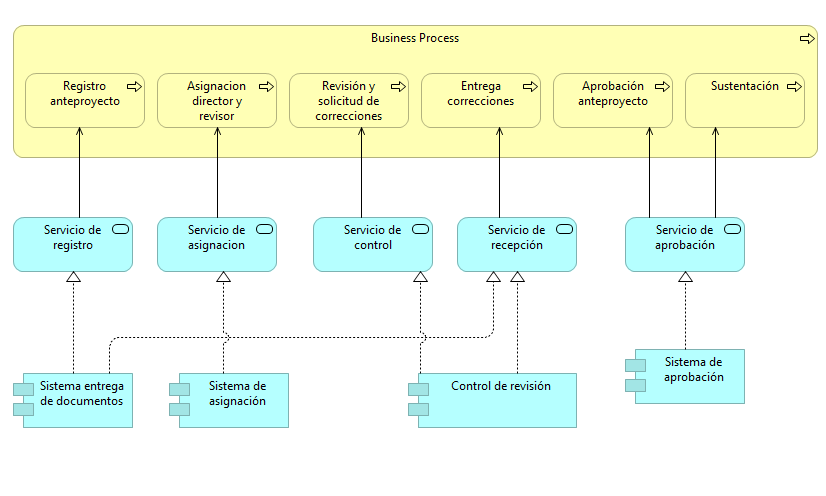 Business Process
Registro
anteproyecto
Asignacion
director y
revisor
Revisión y
solicitud de
correcciones
Entrega
correcciones
Aprobación
anteproyecto
Sustentación
Servicio de
registro
Servicio de
asignacion
Servicio de
control
Servicio de
recepción
Servicio de
aprobación
Sistema entrega
de documentos
Sistema de
asignación
Control de revisión
Sistema de
aprobación